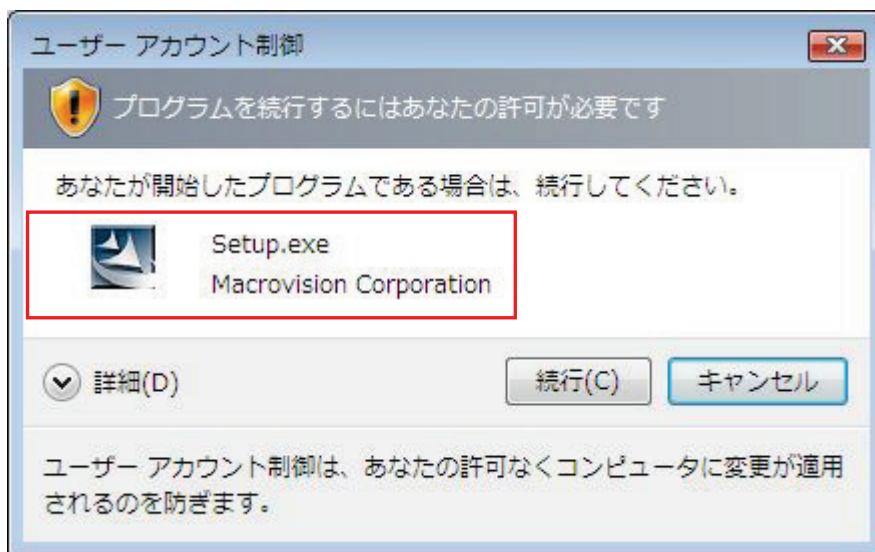 ユーザー アカウント制御
プログラムを続行するにはあなたの許可が必要です
あなたが開始したプログラムである場合は、続行してください。
Setup.exe
Macrovision Corporation
詳細(D)
続行(C)
キャンセル
ユーザー アカウント制御は、あなたの許可なくコンピュータに変更が適用
されるのを防ぎます。